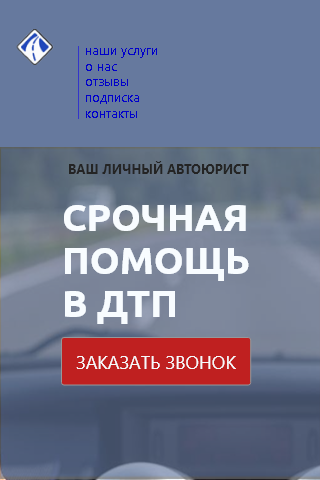 наши услуги
о нас
отзывы
подписка
контакты
ВАШ ЛИЧНЫЙ АВТОЮРИСТ
СРОЧНАЯ
ПОМОЩЬ
В ДТП
ЗАКАЗАТЬ ЗВОНОК